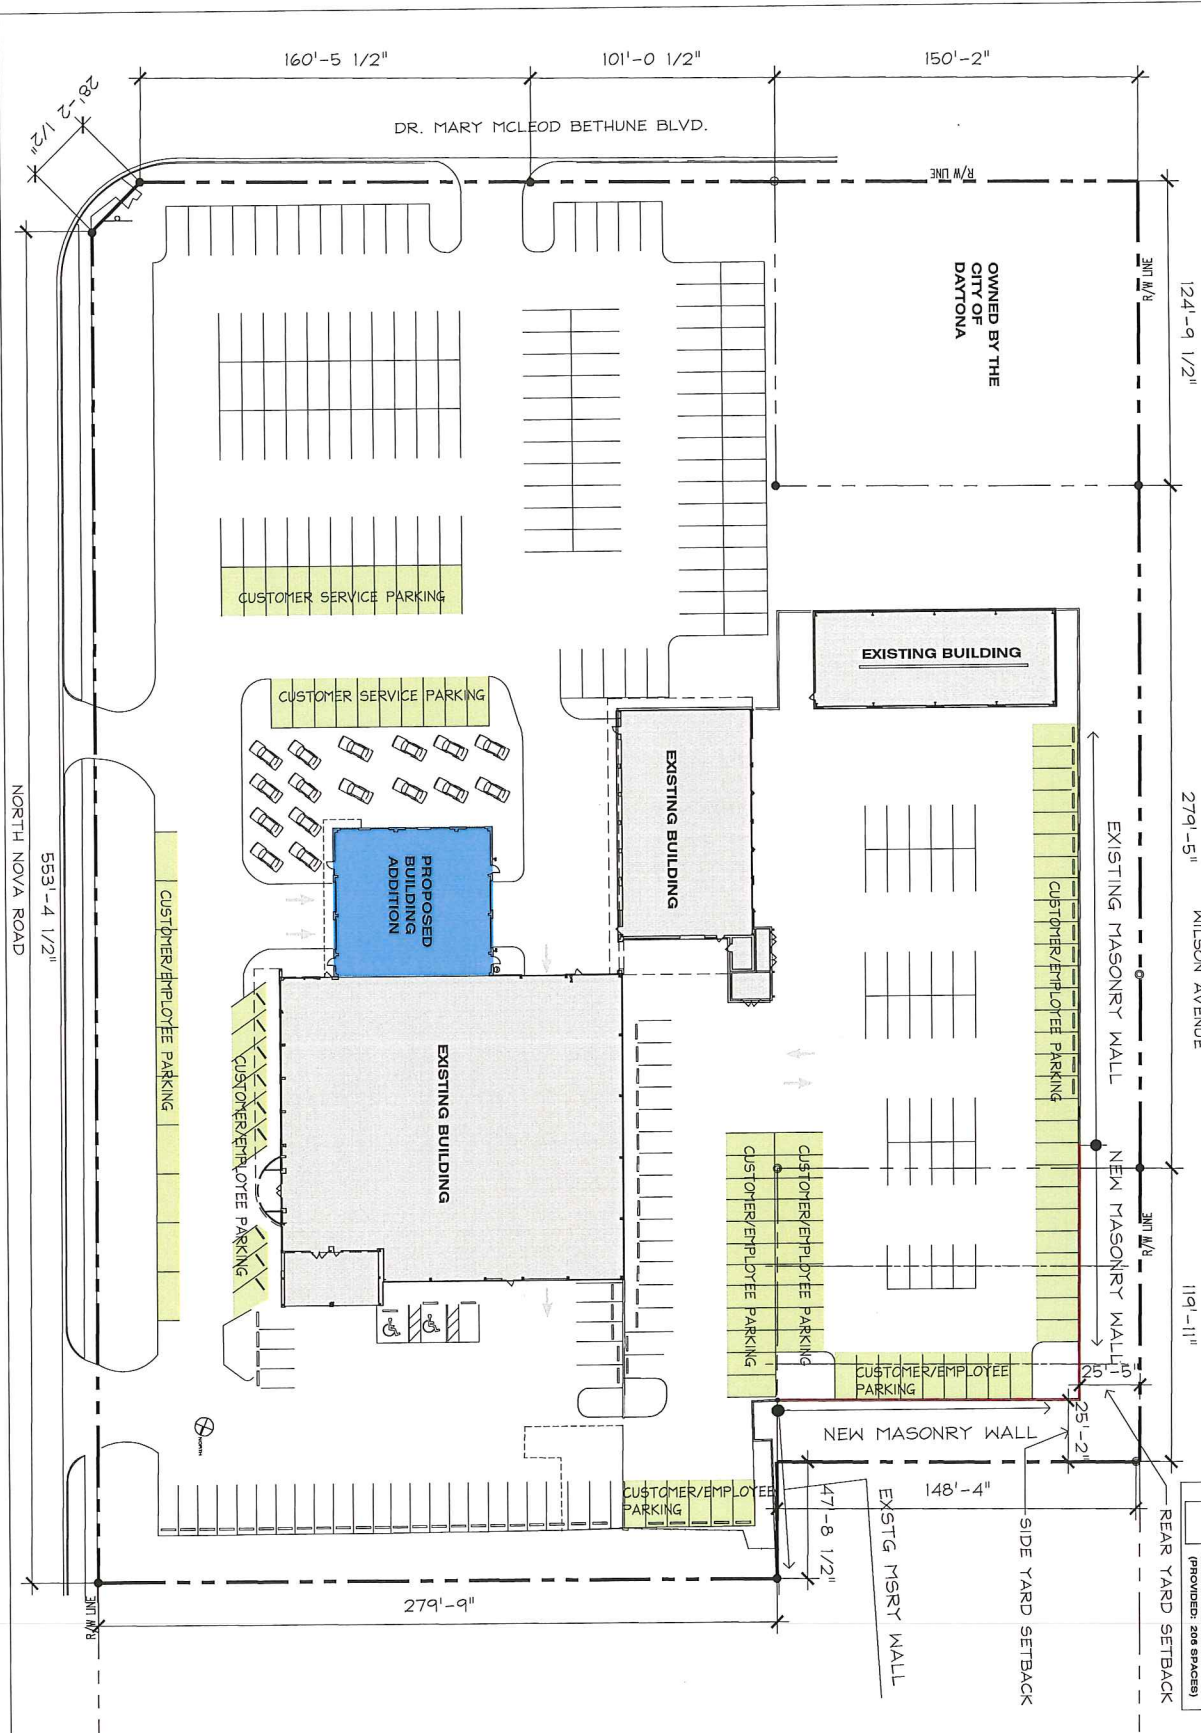 160'-5 1/2"
101'-0 1/2"
150'-2"
28'-2 1/2"
DR. MARY MCLEOD BETHUNE BLVD.
R/W LINE
R/W LINE
124'-9 1/2"
OWNED BY THE
CITY OF
DAYTONA
CUSTOMER SERVICE PARKING
EXISTING BUILDING
CUSTOMER SERVICE PARKING
EXISTING BUILDING
279'-5"
WILSON AVENUE
EXISTING MASONRY WALL
CUSTOMER/EMPLOYEE PARKING
PROPOSED
BUILDING
ADDITION
NORTH NOVA ROAD
553'-4 1/2"
CUSTOMER/EMPLOYEE PARKING
CUSTOMER/EMPLOYEE PARKING
EXISTING BUILDING
CUSTOMER/EMPLOYEE PARKING
CUSTOMER/EMPLOYEE PARKING
NEW MASONRY WALL
R/W LINE
119'-11"
CUSTOMER/EMPLOYEE
PARKING
25'-5"
25'-2"
NEW MASONRY WALL
NORTH
CUSTOMER/EMPLOYEE
PARKING
47'-8 1/2"
EXSTG MSRY WALL
148'-4"
SIDE YARD SETBACK
REAR YARD SETBACK
(PROVIDED: 206 SPACES)
279'-9"
R/W LINE